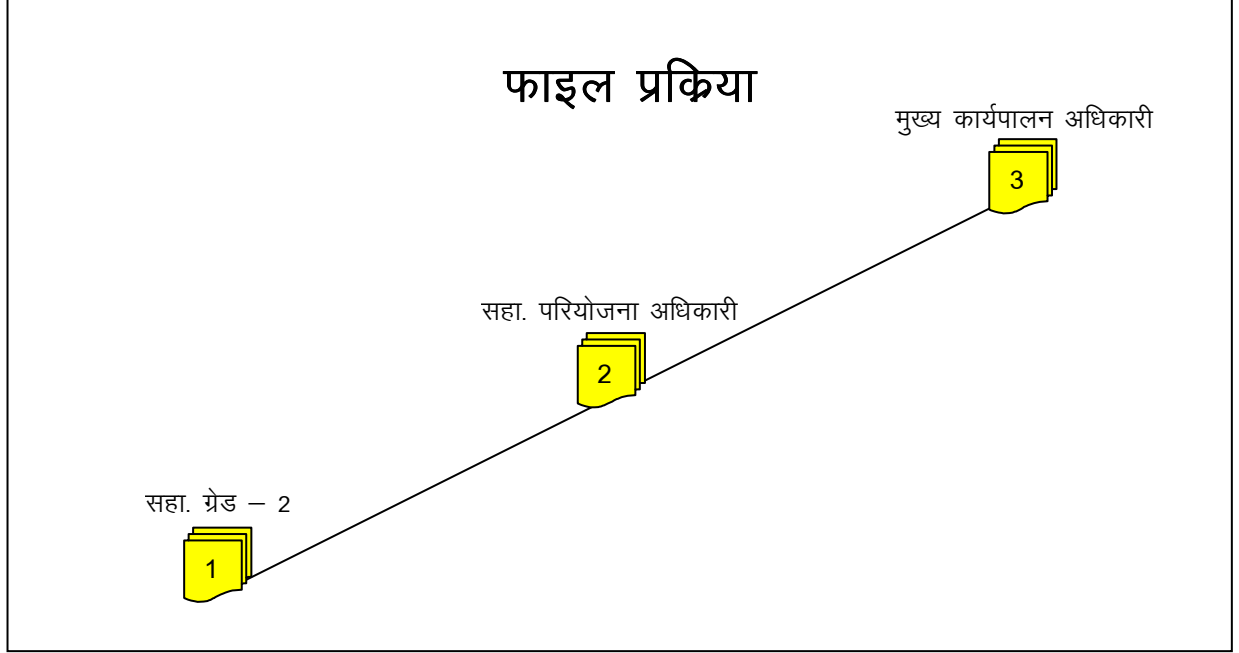 फाइल प्रक्रिया
मुख्य कार्यपालन अधिकारी
3
सहा. परियोजना अधिकारी
2
सहा. ग्रेड – 2
1